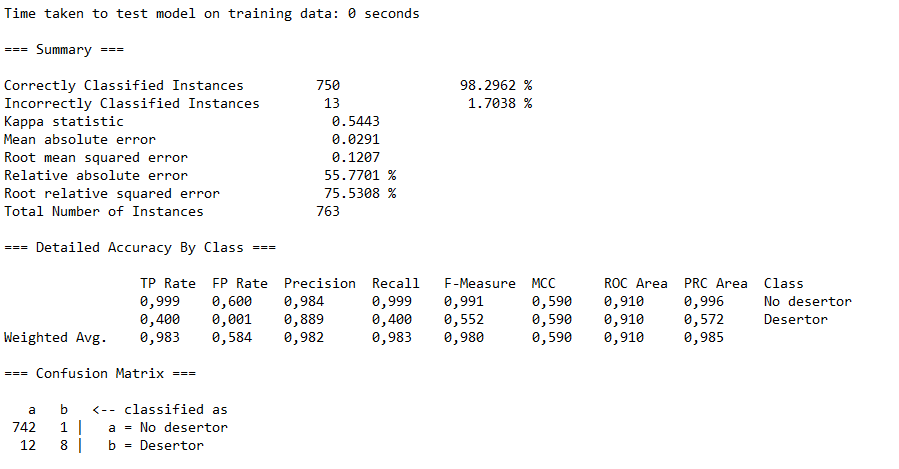 Time taken to test model on training data: 0 seconds
=== Summary ===
Correctly Classified Instances 750 98.2962 %
Incorrectly Classified Instances 13 1.7038 %
Kappa statistic 0.5443
Mean absolute error 0.0291
Root mean squared error 0.1207
Relative absolute error 55.7701 %
Root relative squared error 75.5308 %
Total Number of Instances 763
=== Detailed Accuracy By Class ===
TP Rate FP Rate Precision Recall F-Measure MCC ROC Area PRC Area Class
0,999 0,600 0,984 0,999 0,991 0,590 0,910 0,996 No desertor
0,400 0,001 0,889 0,400 0,552 0,590 0,910 0,572 Desertor
Weighted Avg. 0,983 0,584 0,982 0,983 0,980 0,590 0,910 0,985
=== Confusion Matrix ===
a b <-- classified as
742 1 | a = No desertor
12 8 | b = Desertor